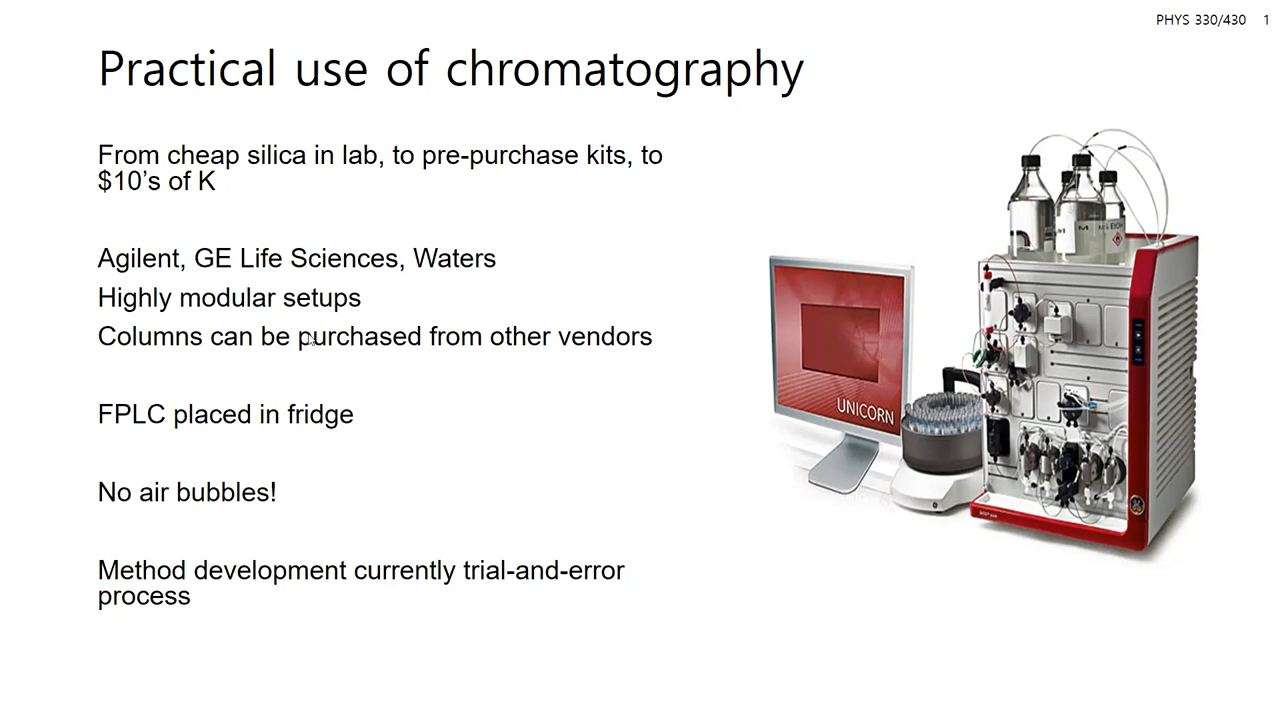 PHYS 330/430 1
Practical use of chromatography
From cheap silica in lab, to pre-purchase kits, to
$10’s of K
Agilent, GE Life Sciences, Waters
Highly modular setups
Columns can be purchased from other vendors
FPLC placed in fridge
No air bubbles!
Method development currently trial-and-error
process
UNICORN